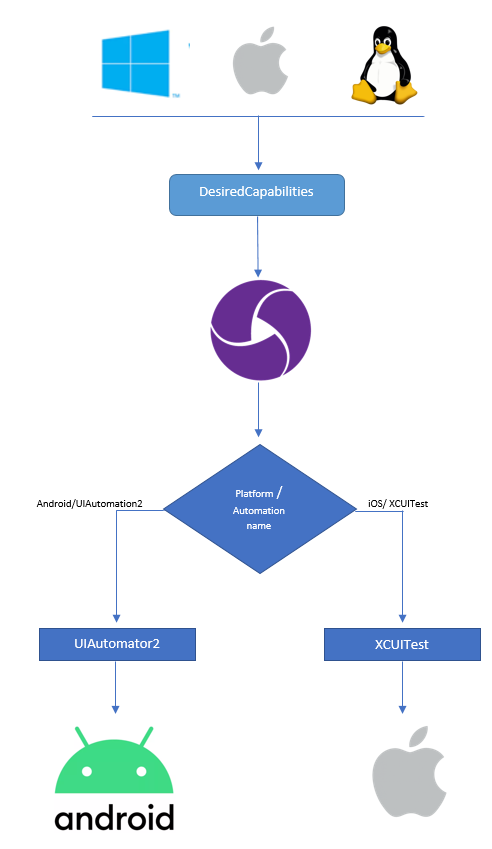 DesiredCapabilities
Platform /
Automation
name
Android/UIAutomation2
iOS/ XCUITest
UIAutomator2
XCUITest
android